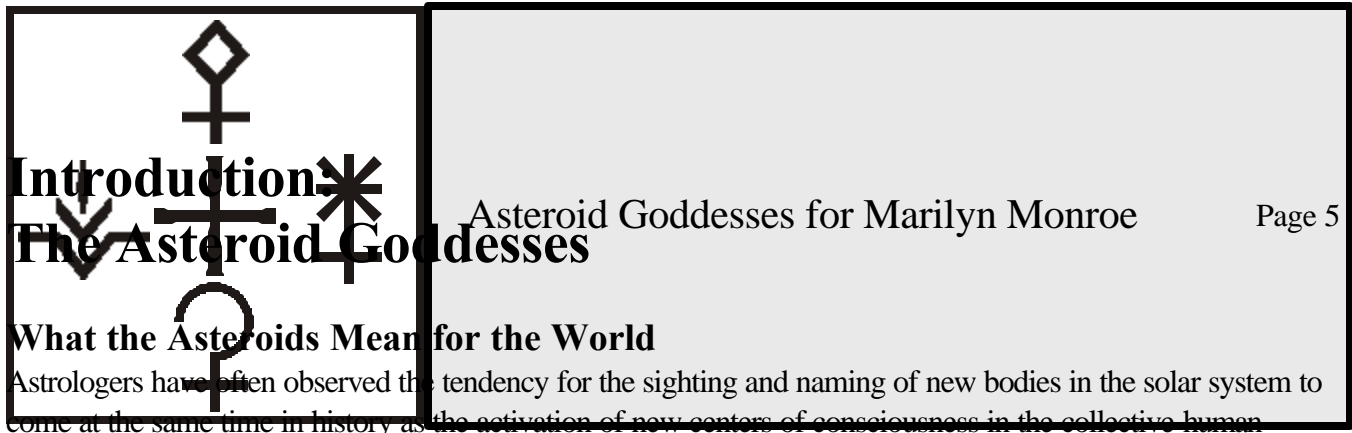 Introduction:
Asteroid Goddesses for Marilyn Monroe Page 5
The Asteroid Goddesses
What the Asteroids Mean for the World
Astrologers have often observed the tendency for the sighting and naming of new bodies in the solar system to
come at the same time in history as the activation of new centers of consciousness in the collective human